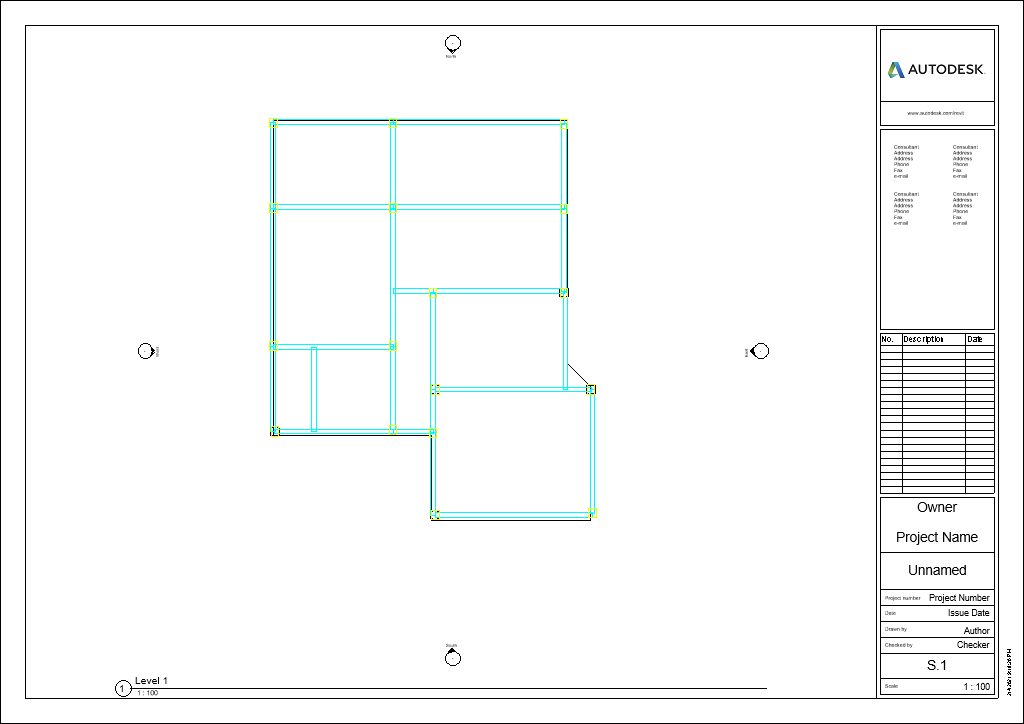 North
AUTODESK.
www.autodesk.com/revit
Consultant Consultant
Address Address
Address Address
Phone Phone
Fax Fax
e-mail e-mail
Consultant Consultant
Address Address
Address Address
Phone Phone
Fax Fax
e-mail e-mail
No. Description Date
East
South
Owner
Project Name
Unnamed
Project number Project Number
Date Issue Date
Drawn by Author
Checked by Checker
S.1
Scale 1 : 100
1 Level 1
1 : 100